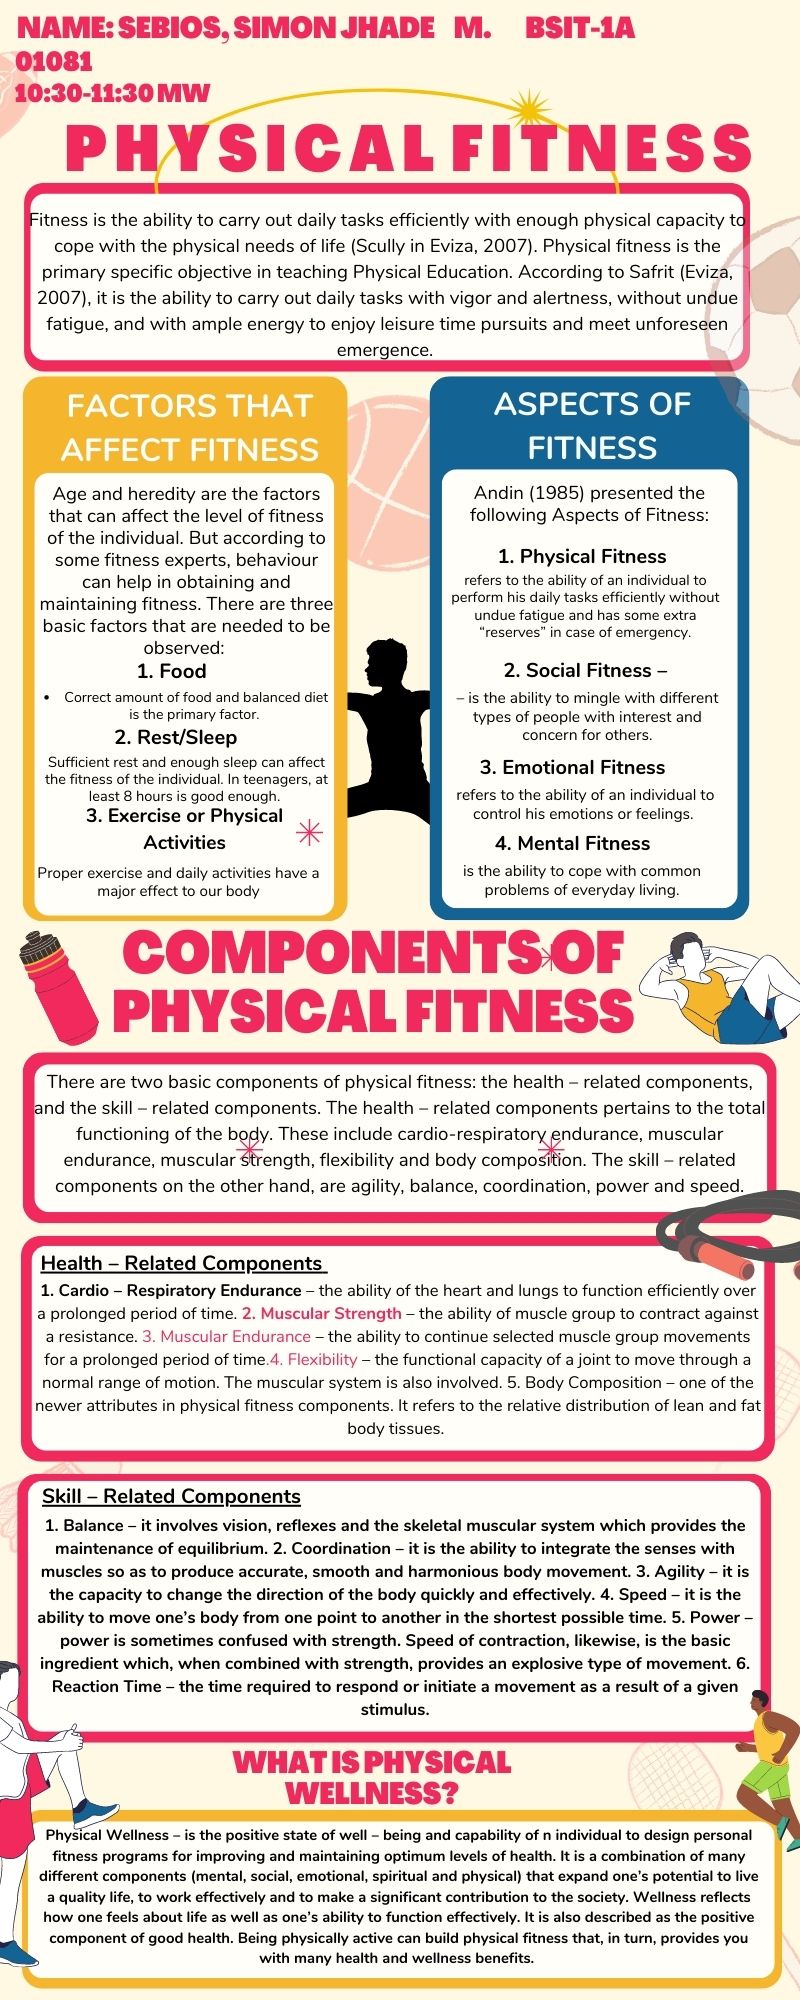 NAME: SEBIOS, SIMON JHADE M. BSIT-1A
01081
10:30-11:30 MW
PHYSICAL FITNESS
Fitness is the ability to carry out daily tasks efficiently with enough physical capacity to
cope with the physical needs of life (Scully in Eviza, 2007). Physical fitness is the
primary specific objective in teaching Physical Education. According to Safrit (Eviza,
2007), it is the ability to carry out daily tasks with vigor and alertness, without undue
fatigue, and with ample energy to enjoy leisure time pursuits and meet unforeseen
emergence.
FACTORS THAT
AFFECT FITNESS
Age and heredity are the factors
that can affect the level of fitness
of the individual. But according to
some fitness experts, behaviour
can help in obtaining and
maintaining fitness. There are three
basic factors that are needed to be
observed:
1. Food
• Correct amount of food and balanced diet
is the primary factor.
2. Rest/Sleep
Sufficient rest and enough sleep can affect
the fitness of the individual. In teenagers, at
least 8 hours is good enough.
3. Exercise or Physical
Activities
Proper exercise and daily activities have a
major effect to our body
ASPECTS OF
FITNESS
Andin (1985) presented the
following Aspects of Fitness:
1. Physical Fitness
refers to the ability of an individual to
perform his daily tasks efficiently without
undue fatigue and has some extra
“reserves” in case of emergency.
2. Social Fitness –
– is the ability to mingle with different
types of people with interest and
concern for others.
3. Emotional Fitness
refers to the ability of an individual to
control his emotions or feelings.
4. Mental Fitness
is the ability to cope with common
problems of everyday living.
COMPONENTS OF
PHYSICAL FITNESS
There are two basic components of physical fitness: the health – related components,
and the skill – related components. The health – related components pertains to the total
functioning of the body. These include cardio-respiratory endurance, muscular
endurance, muscular strength, flexibility and body composition. The skill – related
components on the other hand, are agility, balance, coordination, power and speed.
Health – Related Components
1. Cardio – Respiratory Endurance – the ability of the heart and lungs to function efficiently over
a prolonged period of time. 2. Muscular Strength – the ability of muscle group to contract against
a resistance. 3. Muscular Endurance – the ability to continue selected muscle group movements
for a prolonged period of time.4. Flexibility – the functional capacity of a joint to move through a
normal range of motion. The muscular system is also involved. 5. Body Composition – one of the
newer attributes in physical fitness components. It refers to the relative distribution of lean and fat
body tissues.
Skill – Related Components
1. Balance – it involves vision, reflexes and the skeletal muscular system which provides the
maintenance of equilibrium. 2. Coordination – it is the ability to integrate the senses with
muscles so as to produce accurate, smooth and harmonious body movement. 3. Agility – it is
the capacity to change the direction of the body quickly and effectively. 4. Speed – it is the
ability to move one’s body from one point to another in the shortest possible time. 5. Power –
power is sometimes confused with strength. Speed of contraction, likewise, is the basic
ingredient which, when combined with strength, provides an explosive type of movement. 6.
Reaction Time – the time required to respond or initiate a movement as a result of a given
stimulus.
WHAT IS PHYSICAL
WELLNESS?
Physical Wellness – is the positive state of well – being and capability of n individual to design personal
fitness programs for improving and maintaining optimum levels of health. It is a combination of many
different components (mental, social, emotional, spiritual and physical) that expand one’s potential to live
a quality life, to work effectively and to make a significant contribution to the society. Wellness reflects
how one feels about life as well as one’s ability to function effectively. It is also described as the positive
component of good health. Being physically active can build physical fitness that, in turn, provides you
with many health and wellness benefits.